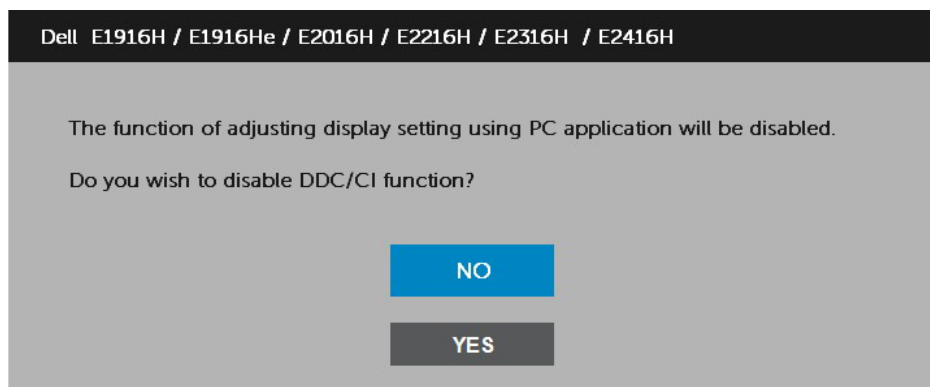 Dell E1916H / E1916He / E2016H / E2216H / E2316H / E2416H
The function of adjusting display setting using PC application will be disabled.
Do you wish to disable DDC/CI function?
NO
YES